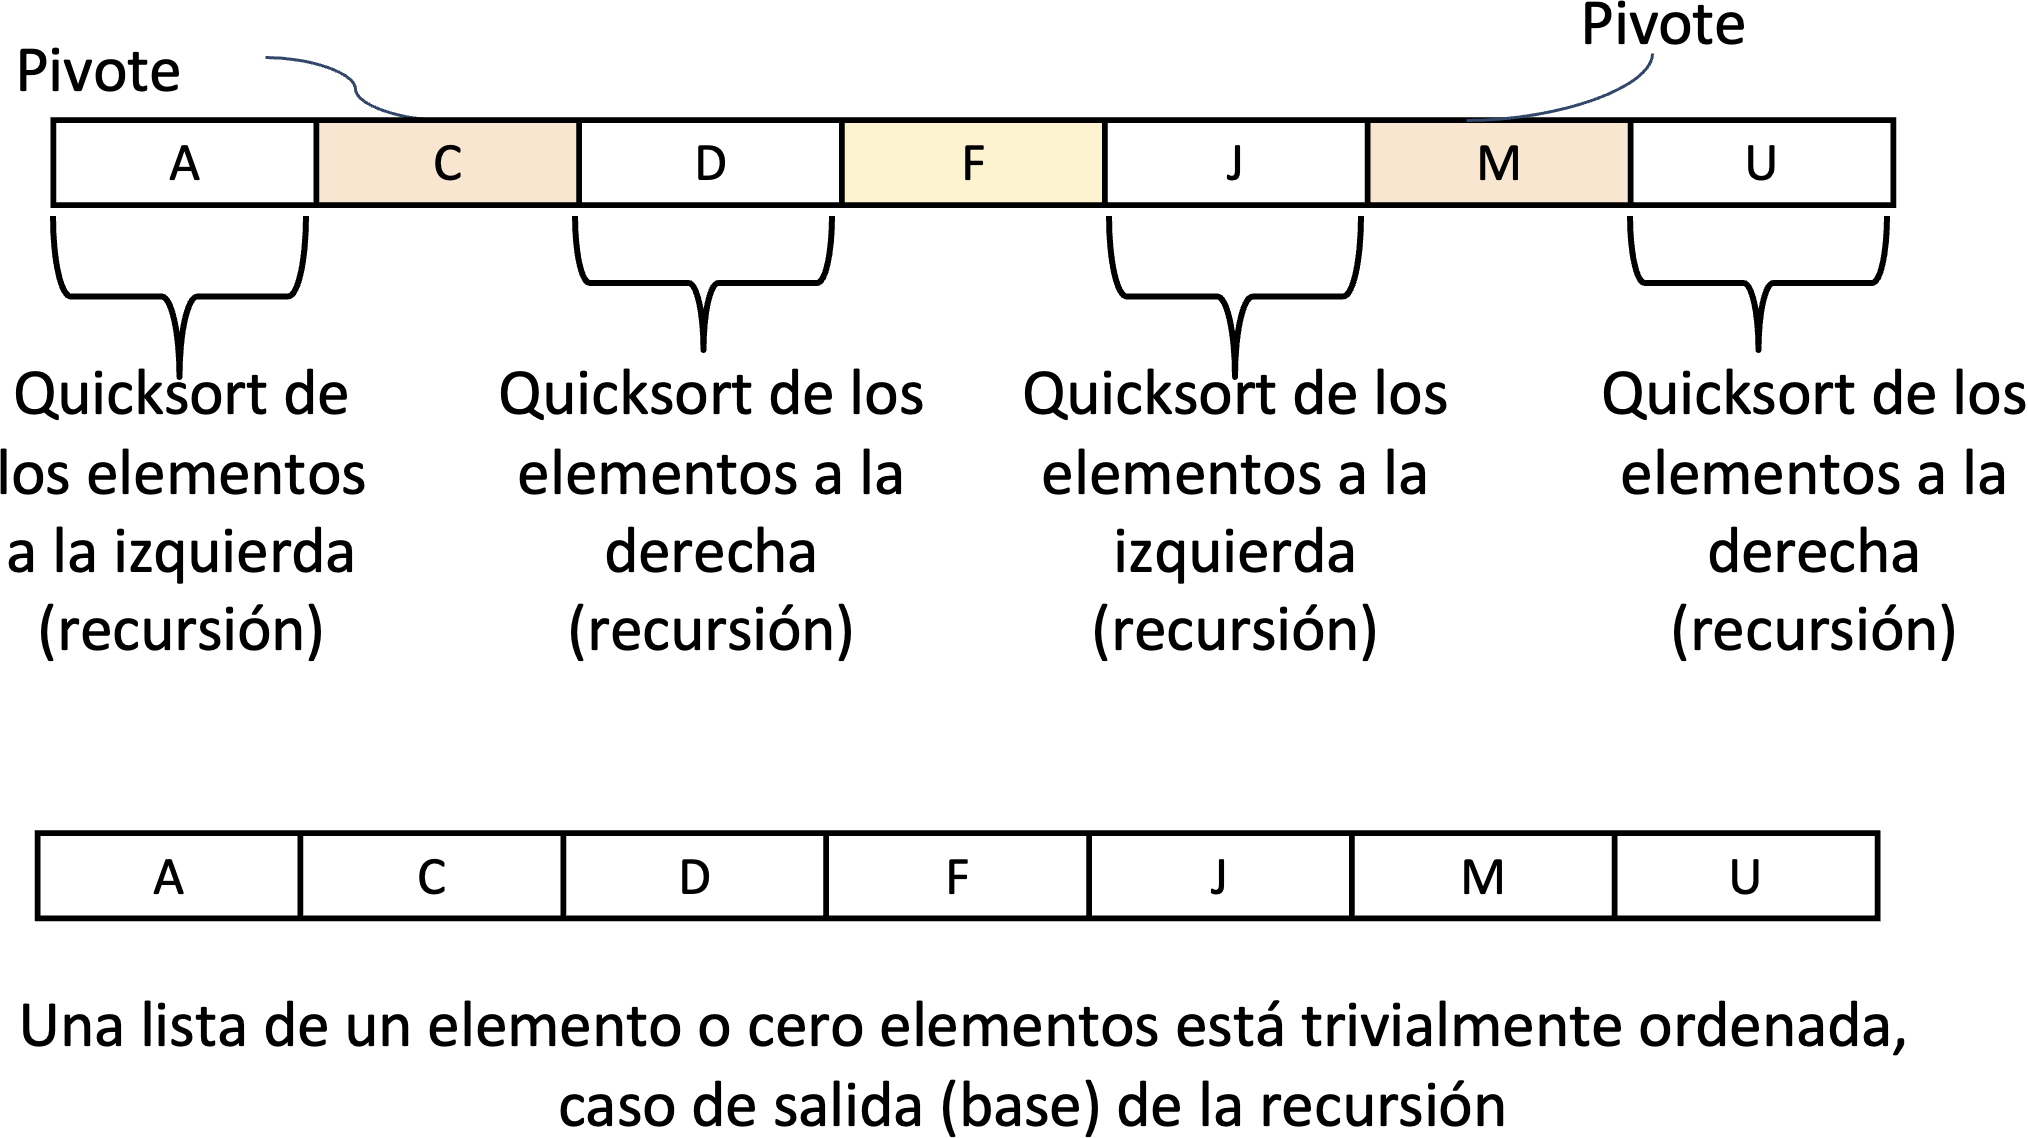 Pivote
Pivote
A C D F J M U
Quicksort de
los elementos
a la izquierda
(recursión)
Quicksort de los
elementos a la
derecha
(recursión)
Quicksort de los
elementos a la
izquierda
(recursión)
Quicksort de los
elementos a la
derecha
(recursión)
A C D F J M U
Una lista de un elemento o cero elementos está trivialmente ordenada,
caso de salida (base) de la recursión